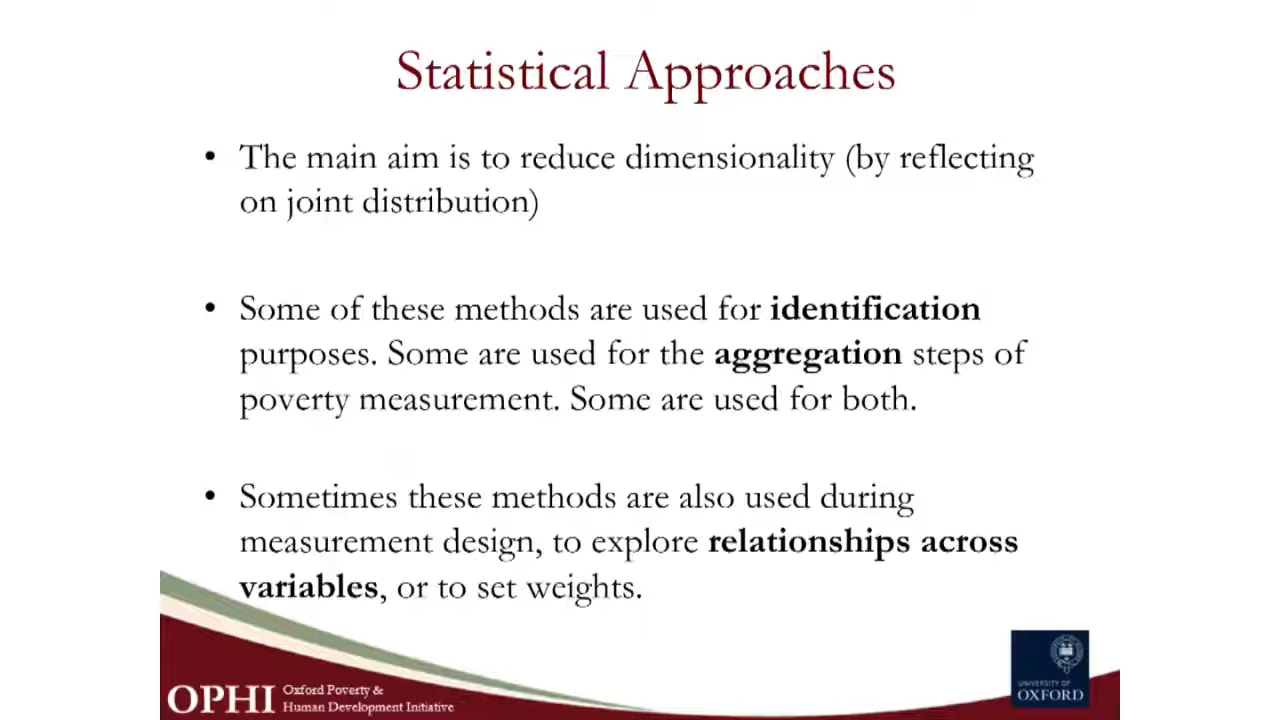 Statistical Approaches
• The main aim is to reduce dimensionality (by reflecting
on joint distribution)
• Some of these methods are used for identification
purposes. Some are used for the aggregation steps of
poverty measurement. Some are used for both.
• Sometimes these methods are also used during
measurement design, to explore relationships across
variables, or to set weights.
OPHI Oxford Poverty &
Human Development Initiative
UNIVERSITY OF
OXFORD